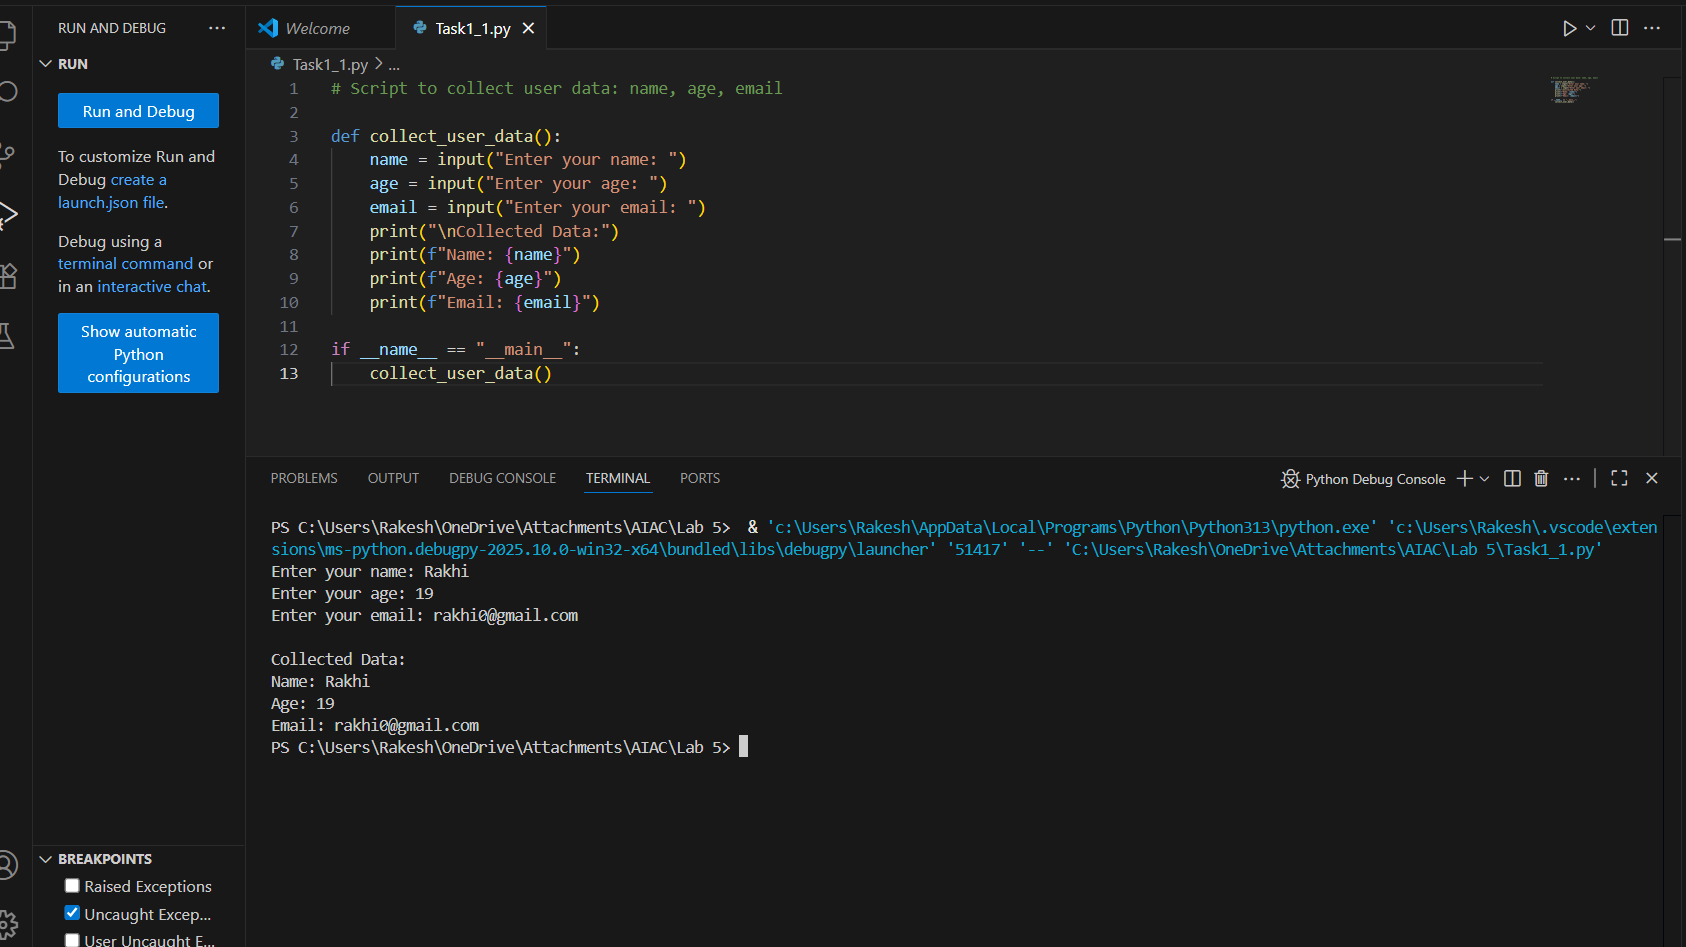 RUN AND DEBUG ...
RUN
Run and Debug
To customize Run and
Debug create a
launch.json file.
Debug using a
terminal command or
in an interactive chat.
Show automatic
Python
configurations
BREAKPOINTS
Raised Exceptions
Uncaught Excep...
User Uncaught E...
Welcome
Task1_1.py
Task1_1.py > ...
1 # Script to collect user data: name, age, email
2
3 def collect_user_data():
4     name = input("Enter your name: ")
5     age = input("Enter your age: ")
6     email = input("Enter your email: ")
7     print("\nCollected Data:")
8     print(f"Name: {name}")
9     print(f"Age: {age}")
10     print(f"Email: {email}")
11
12 if __name__ == "__main__":
13     collect_user_data()
PROBLEMS OUTPUT DEBUG CONSOLE TERMINAL PORTS Python Debug Console
PS C:\Users\Rakesh\OneDrive\Attachments\AIAC\Lab 5>  & 'c:\Users\Rakesh\AppData\Local\Programs\Python\Python313\python.exe' 'c:\Users\Rakesh\.vscode\exten
sions\ms-python.debugpy-2025.10.0-win32-x64\bundled\libs\debugpy\launcher' '51417' '--' 'C:\Users\Rakesh\OneDrive\Attachments\AIAC\Lab 5\Task1_1.py'
Enter your name: Rakhi
Enter your age: 19
Enter your email: rakhi0@gmail.com
Collected Data:
Name: Rakhi
Age: 19
Email: rakhi0@gmail.com
PS C:\Users\Rakesh\OneDrive\Attachments\AIAC\Lab 5>